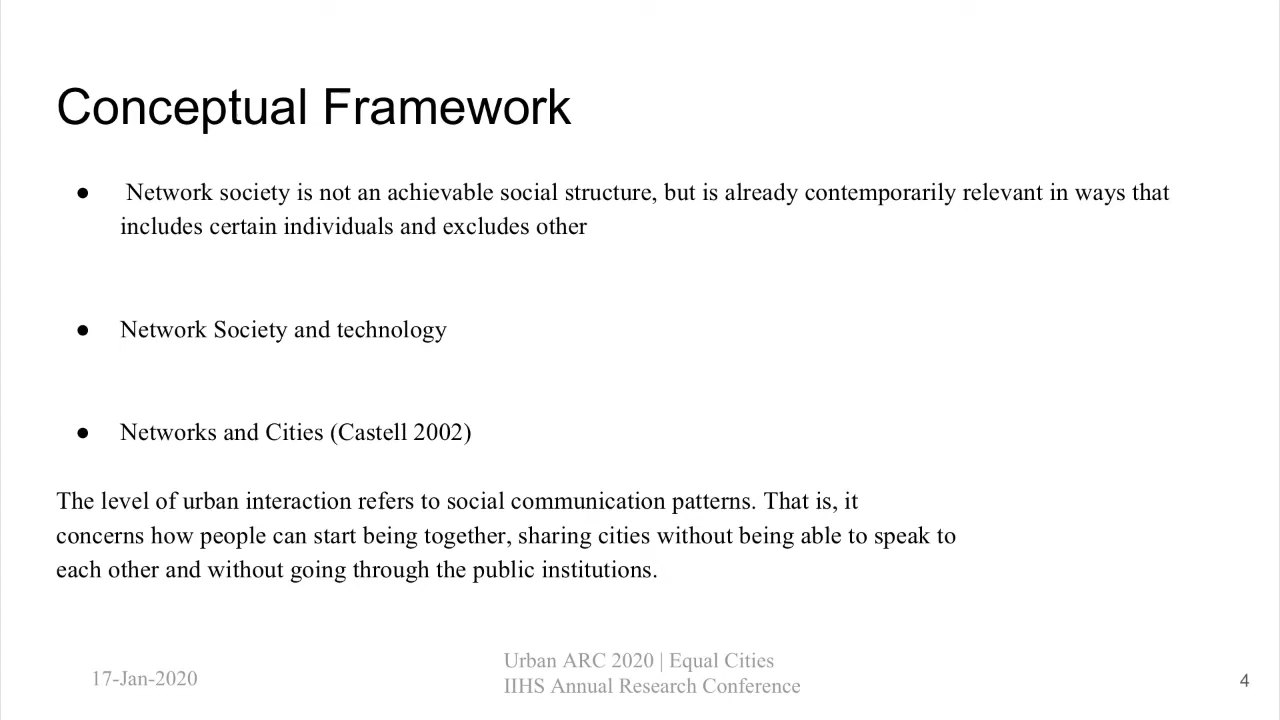 Conceptual Framework
● Network society is not an achievable social structure, but is already contemporarily relevant in ways that
includes certain individuals and excludes other
● Network Society and technology
● Networks and Cities (Castell 2002)
The level of urban interaction refers to social communication patterns. That is, it
concerns how people can start being together, sharing cities without being able to speak to
each other and without going through the public institutions.
17-Jan-2020
Urban ARC 2020 | Equal Cities
IIHS Annual Research Conference
4